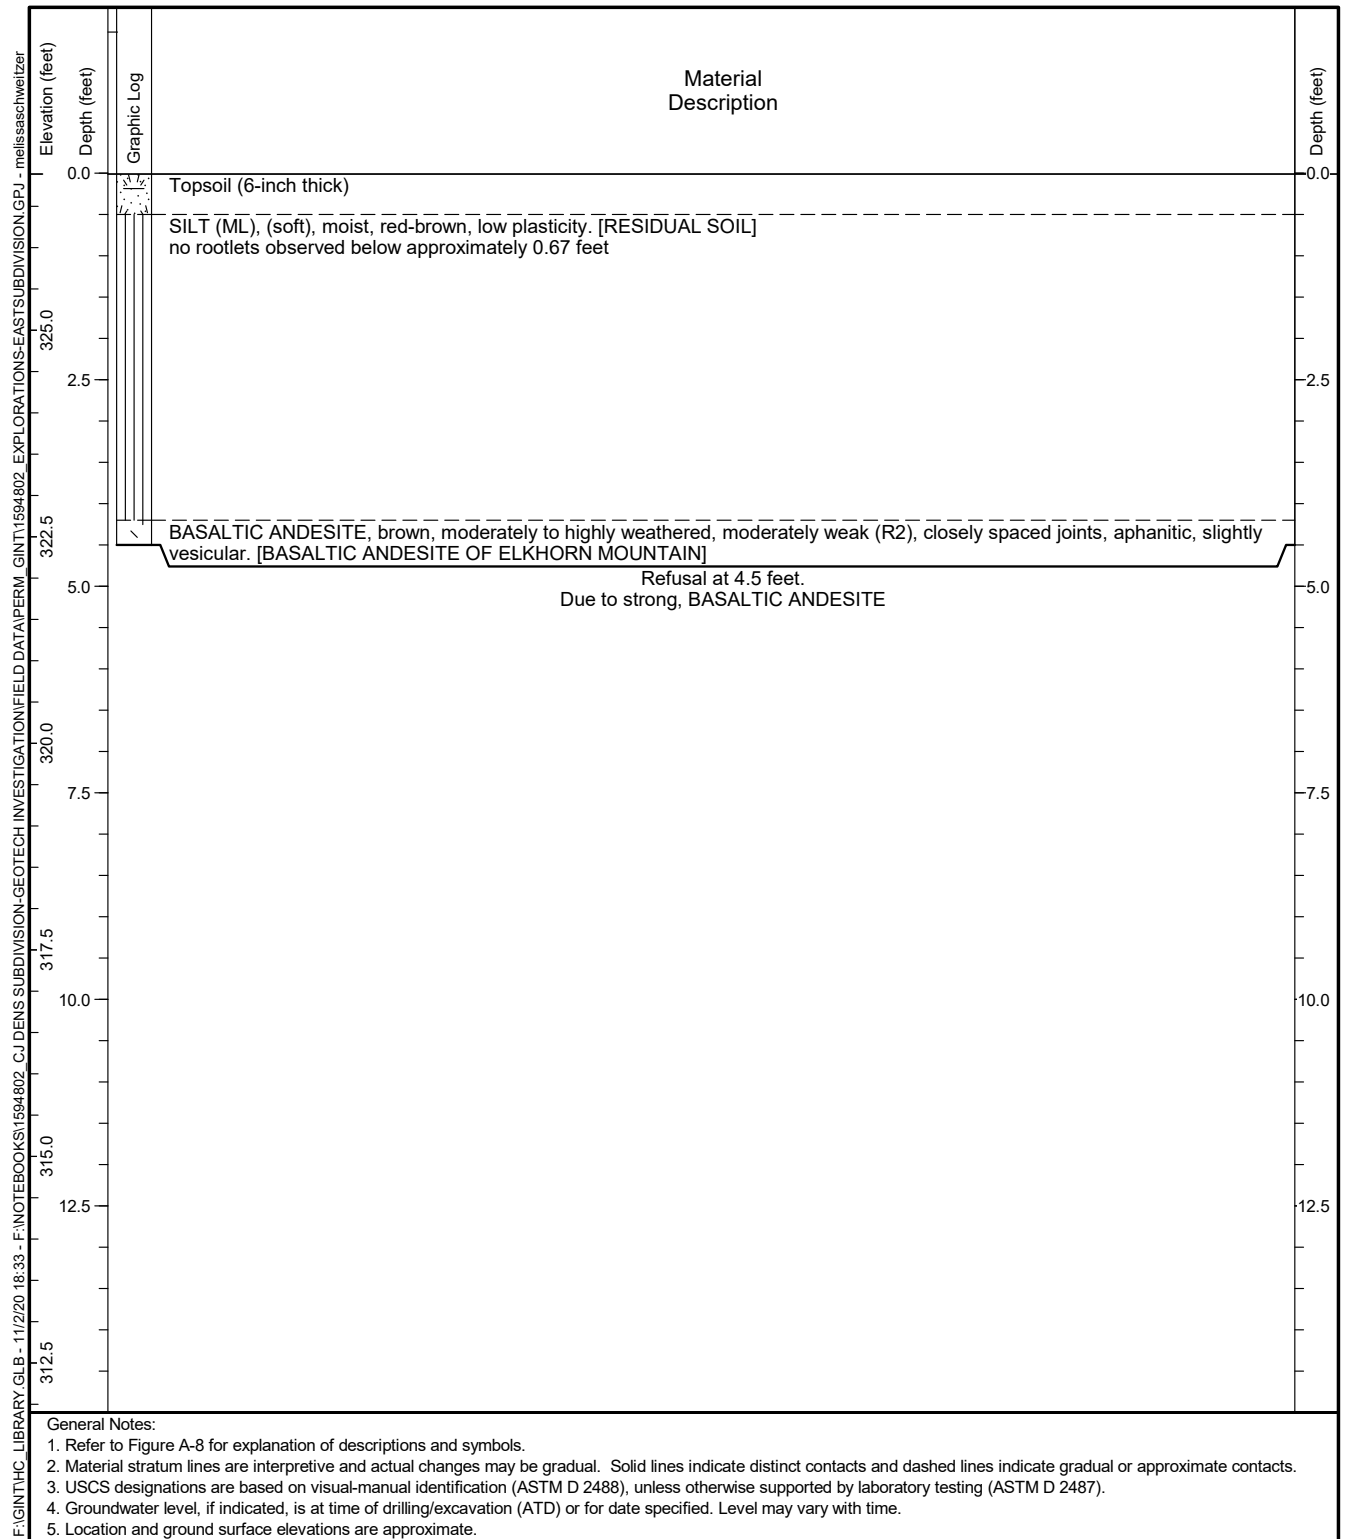 Elevation (feet)
Depth (feet)
Graphic Log
Material
Description
Depth (feet)
0.0
0.0
Topsoil (6-inch thick)
SILT (ML), (soft), moist, red-brown, low plasticity. [RESIDUAL SOIL]
no rootlets observed below approximately 0.67 feet
325.0
2.5
2.5
322.5
BASALTIC ANDESITE, brown, moderately to highly weathered, moderately weak (R2), closely spaced joints, aphanitic, slightly
vesicular. [BASALTIC ANDESITE OF ELKHORN MOUNTAIN]
Refusal at 4.5 feet.
5.0
5.0
Due to strong, BASALTIC ANDESITE
320.0
7.5
7.5
317.5
10.0
10.0
315.0
12.5
12.5
312.5
General Notes:
1. Refer to Figure A-8 for explanation of descriptions and symbols.
2. Material stratum lines are interpretive and actual changes may be gradual. Solid lines indicate distinct contacts and dashed lines indicate gradual or approximate contacts.
3. USCS designations are based on visual-manual identification (ASTM D 2488), unless otherwise supported by laboratory testing (ASTM D 2487).
4. Groundwater level, if indicated, is at time of drilling/excavation (ATD) or for date specified. Level may vary with time.
5. Location and ground surface elevations are approximate.
F:\GINT\HC_LIBRARY.GLB - 11/2/20 18:33 - F:\NOTEBOOKS\1594802_CJ DENS SUBDIVISION-GEOTECH INVESTIGATION\FIELD DATA\PERM_GINT\1594802_EXPLORATIONS-EASTSUBDIVISION.GPJ - melissaschweitzer